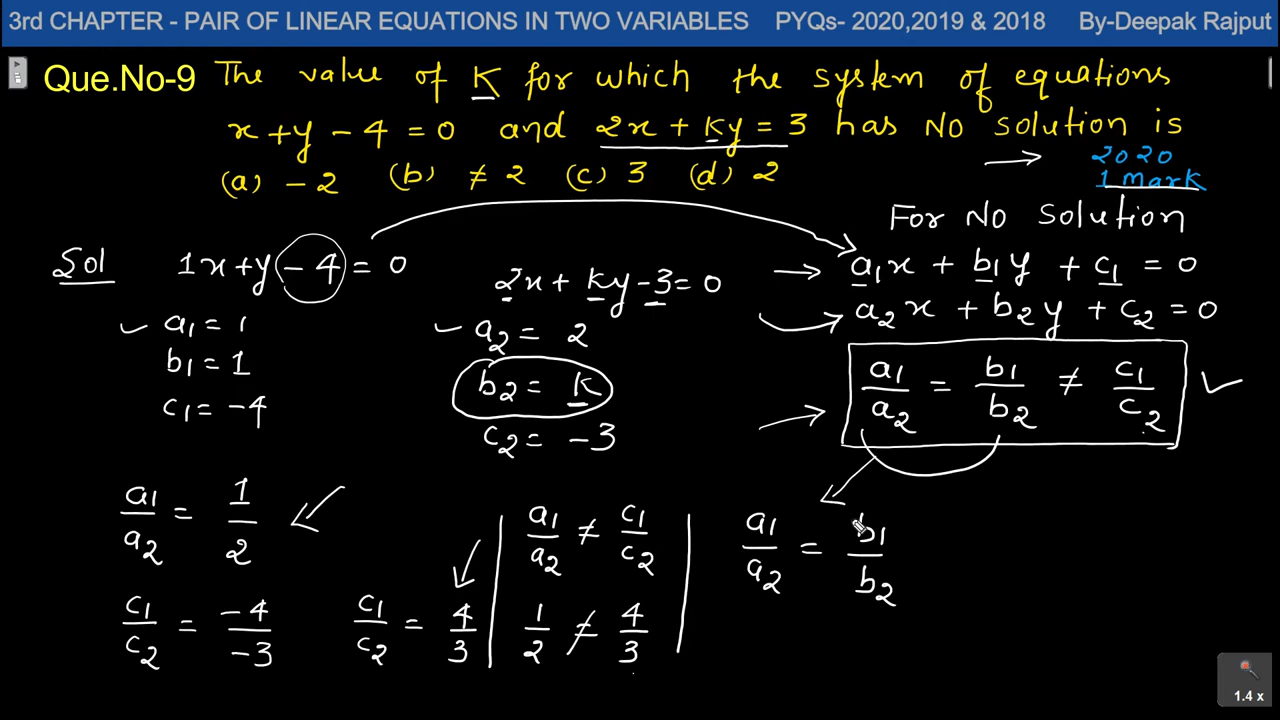 3rd CHAPTER - PAIR OF LINEAR EQUATIONS IN TWO VARIABLES PYQs- 2020,2019 & 2018 By-Deepak Rajput
Que.No-9 The value of K for which the system of equations
x + y - 4 = 0 and 2x + ky = 3 has No solution is
→ 2020
1 mark
(a) - 2 (b) ≠ 2 (c) 3 (d) 2
For No solution
Sol 1x + y - 4 = 0
2x + ky - 3 = 0
→ a1x + b1y + c1 = 0
a2x + b2y + c2 = 0
✓ a1 = 1
b1 = 1
c1 = -4
✓ a2 = 2
b2 = k
c2 = -3
a1/a2 = b1/b2 ≠ c1/c2 ✓
a1/a2 = 1/2
c1/c2 = -4/-3
c1/c2 = 4/3
a1/a2 ≠ c1/c2
1/2 ≠ 4/3
a1/a2 = b1/b2
1.4 x